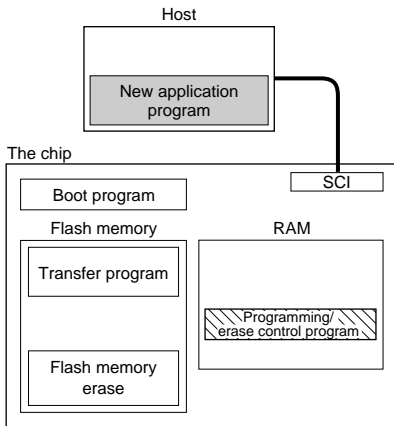 Host
New application
program
The chip
SCI
Boot program
Flash memory
RAM
Transfer program
Programming/
erase control program
Flash memory
erase